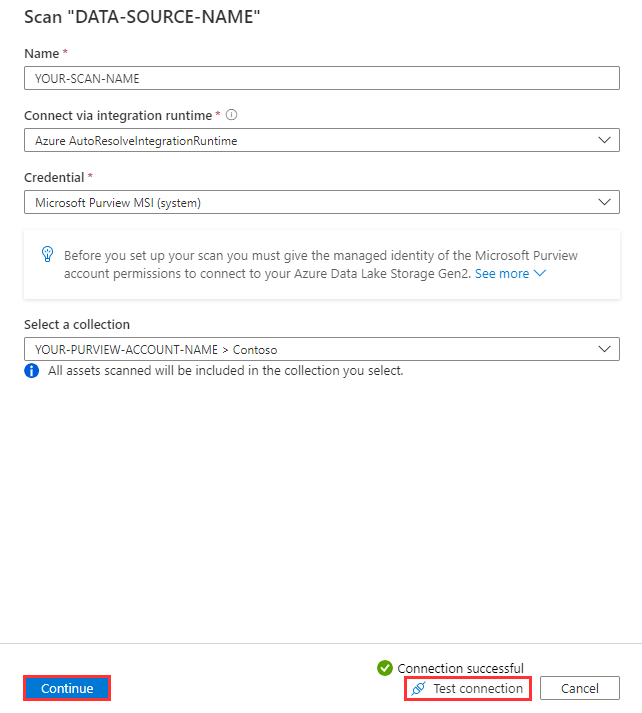 Scan "DATA-SOURCE-NAME"
Name *
YOUR-SCAN-NAME
Connect via integration runtime *
Azure AutoResolveIntegrationRuntime
Credential *
Microsoft Purview MSI (system)
Before you set up your scan you must give the managed identity of the Microsoft Purview
account permissions to connect to your Azure Data Lake Storage Gen2. See more
Select a collection
YOUR-PURVIEW-ACCOUNT-NAME > Contoso
All assets scanned will be included in the collection you select.
Connection successful
Continue
Test connection
Cancel